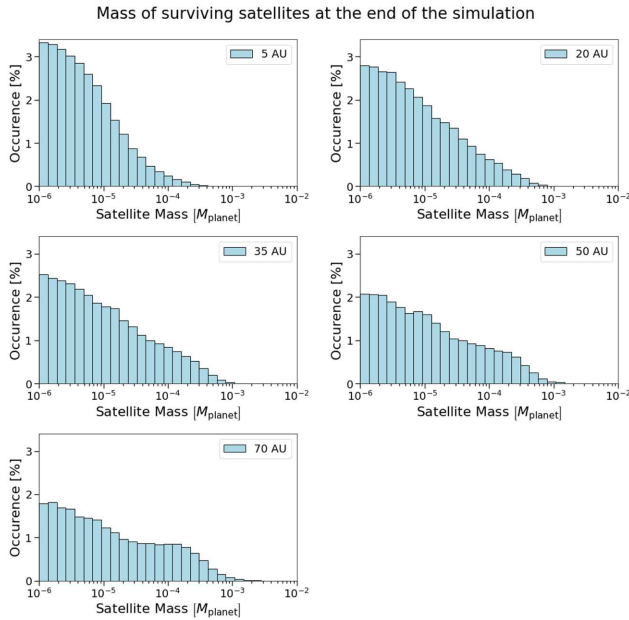 Mass of surviving satellites at the end of the simulation
5 AU
Occurence [%]
3
2
1
0
10⁻⁶ 10⁻⁵ 10⁻⁴ 10⁻³ 10⁻²
Satellite Mass [M_planet]
20 AU
Occurence [%]
3
2
1
0
10⁻⁶ 10⁻⁵ 10⁻⁴ 10⁻³ 10⁻²
Satellite Mass [M_planet]
35 AU
Occurence [%]
3
2
1
0
10⁻⁶ 10⁻⁵ 10⁻⁴ 10⁻³ 10⁻²
Satellite Mass [M_planet]
50 AU
Occurence [%]
3
2
1
0
10⁻⁶ 10⁻⁵ 10⁻⁴ 10⁻³ 10⁻²
Satellite Mass [M_planet]
70 AU
Occurence [%]
3
2
1
0
10⁻⁶ 10⁻⁵ 10⁻⁴ 10⁻³ 10⁻²
Satellite Mass [M_planet]